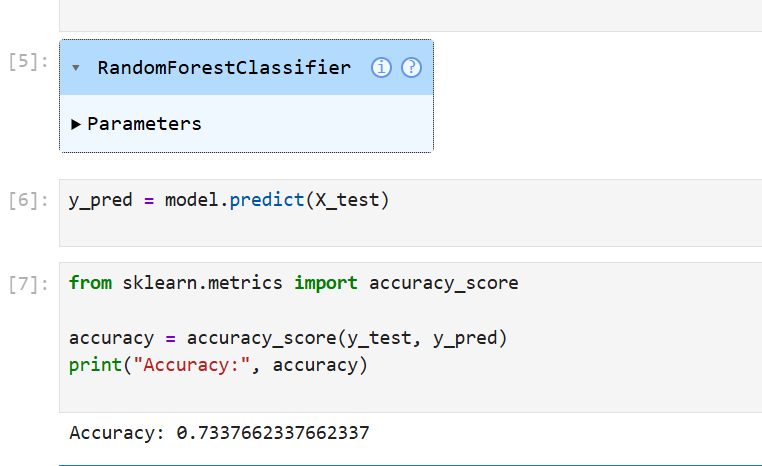 [5]:
RandomForestClassifier i ?
Parameters
[6]:
y_pred = model.predict(X_test)
[7]:
from sklearn.metrics import accuracy_score
accuracy = accuracy_score(y_test, y_pred)
print("Accuracy:", accuracy)
Accuracy: 0.7337662337662337